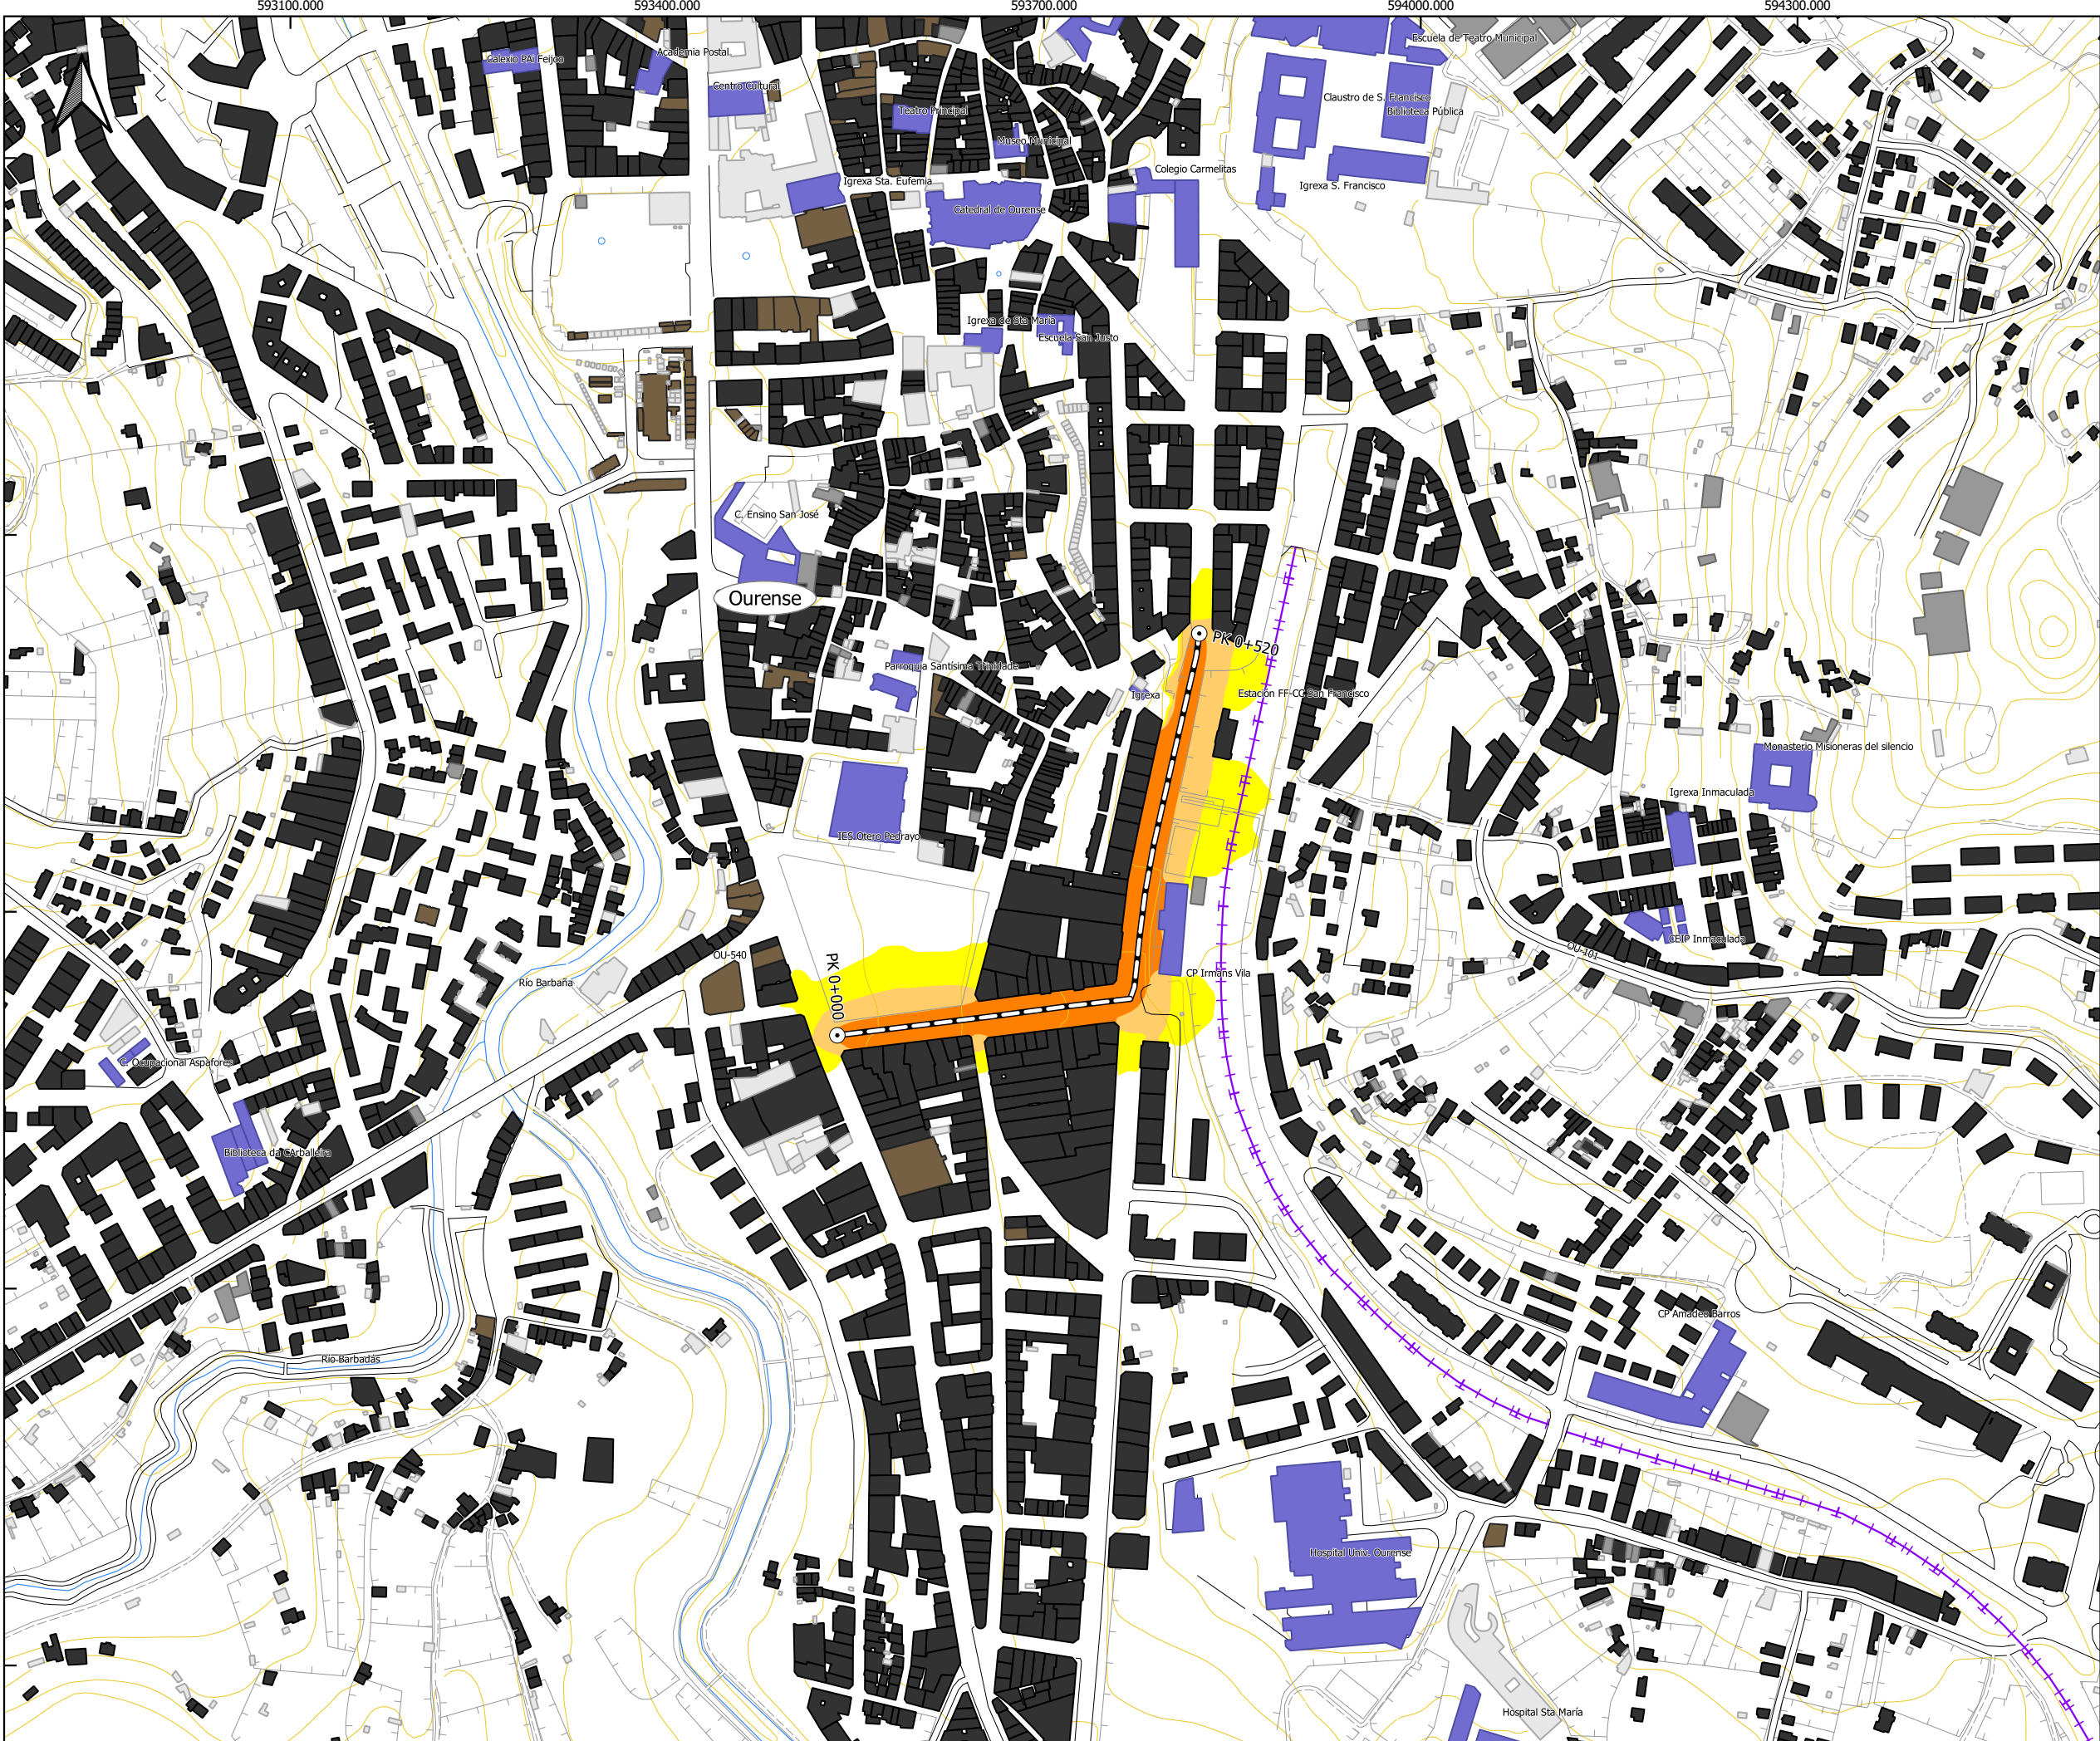 593100.000
593400.000
593700.000
594000.000
594300.000
Escuela de Teatro Municipal
Academia Postal
Calexio PAi Feijoo
Centro Cultural
Claustro de S. Francisco
Teatro Principal
Biblioteca Pública
Museo Municipal
Colegio Carmelitas
Igrexa Sta. Eufemia
Igrexa S. Francisco
Catedral de Ourense
Igrexa de Sta María
Escuela San Justo
C. Ensino San José
Ourense
PK 0+520
Parroquia Santísima Trinidade
Igrexa
Estación FF-CC San Francisco
Monasterio Misioneras del silencio
Igrexa Inmaculada
IES Otero Pedrayo
CEIP Inmaculada
OU-101
OU-540
PK 0+000
CP Irmans Vila
Río Barbaña
C. Ocupacional Aspafores
Biblioteca da CArballeira
CP Amadeo Barros
Río Barbadás
Hospital Univ. Ourense
Hospital Sta María